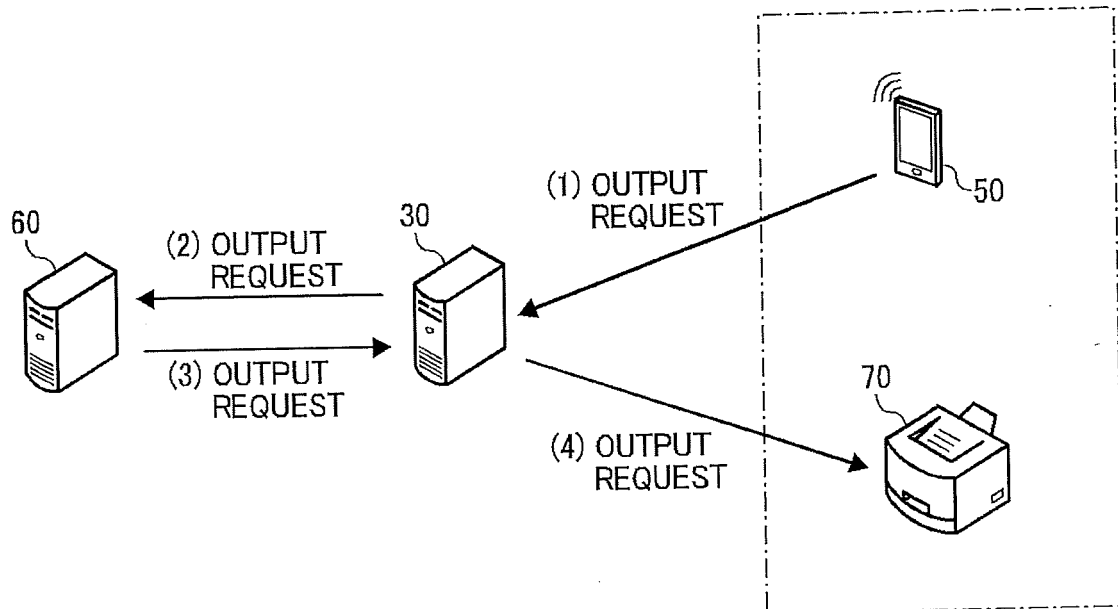 50
(1) OUTPUT
REQUEST
60
30
(2) OUTPUT
REQUEST
(3) OUTPUT
REQUEST
70
(4) OUTPUT
REQUEST